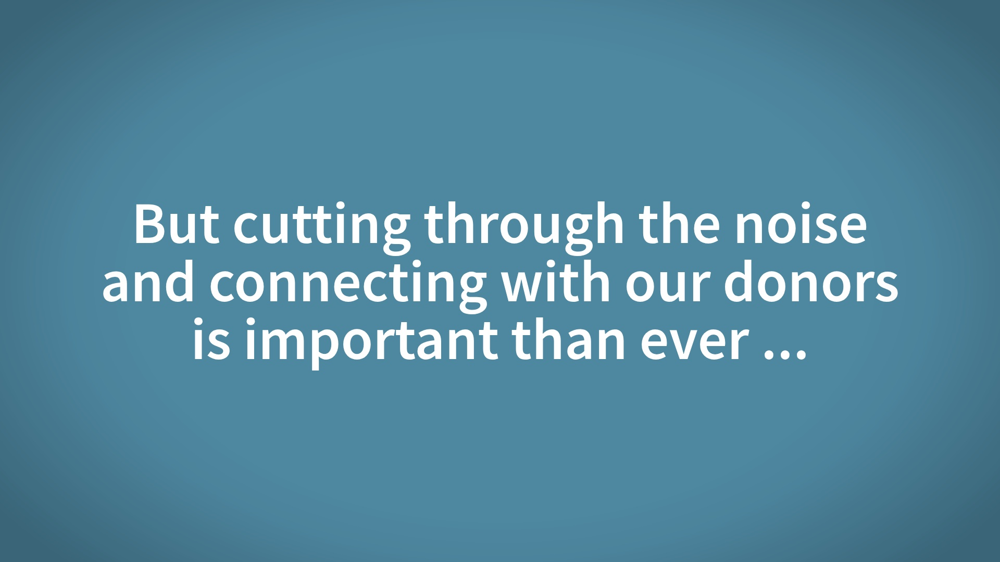 But cutting through the noise
and connecting with our donors
is important than ever ...